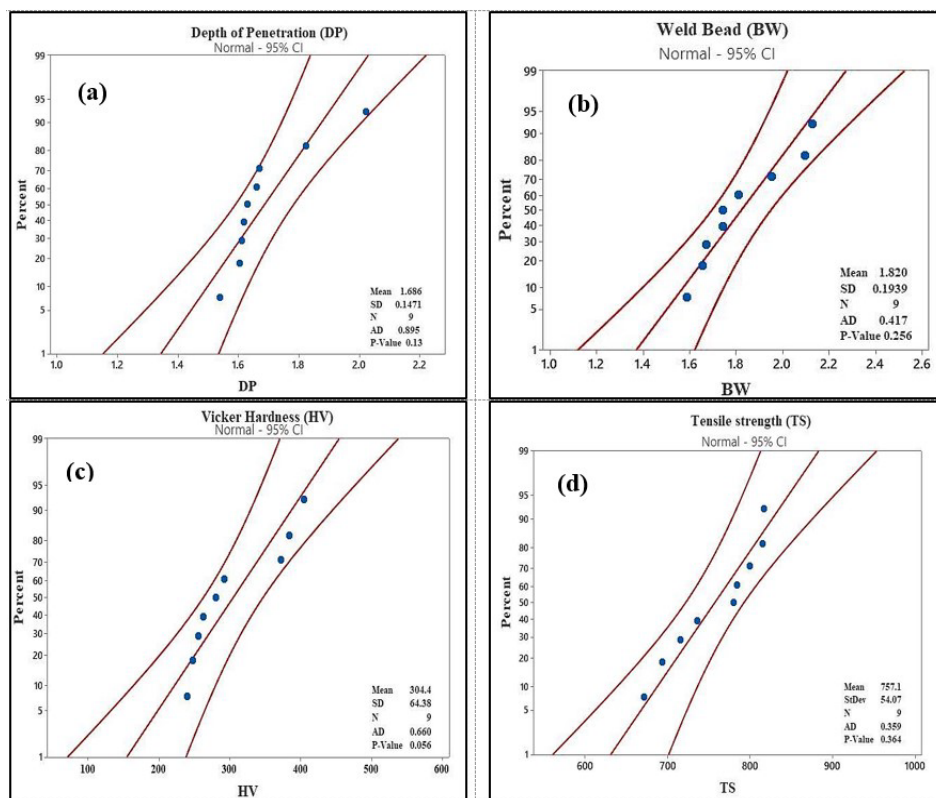 Depth of Penetration (DP)
Normal - 95% CI
(a)
Percent
99
95
90
80
70
60
50
40
30
20
10
5
1
1.0
1.2
1.4
1.6
1.8
2.0
2.2
DP
Mean 1.686
SD 0.1471
N 9
AD 0.895
P-Value 0.13
Weld Bead (BW)
Normal - 95% CI
(b)
Percent
99
95
90
80
70
60
50
40
30
20
10
5
1
1.0
1.2
1.4
1.6
1.8
2.0
2.2
2.4
2.6
BW
Mean 1.820
SD 0.1939
N 9
AD 0.417
P-Value 0.256
Vicker Hardness (HV)
Normal - 95% CI
(c)
Percent
99
95
90
80
70
60
50
40
30
20
10
5
1
100
200
300
400
500
600
HV
Mean 304.4
SD 64.38
N 9
AD 0.660
P-Value 0.056
Tensile strength (TS)
Normal - 95% CI
(d)
Percent
99
95
90
80
70
60
50
40
30
20
10
5
1
600
700
800
900
1000
TS
Mean 757.1
StDev 54.07
N 9
AD 0.359
P-Value 0.364